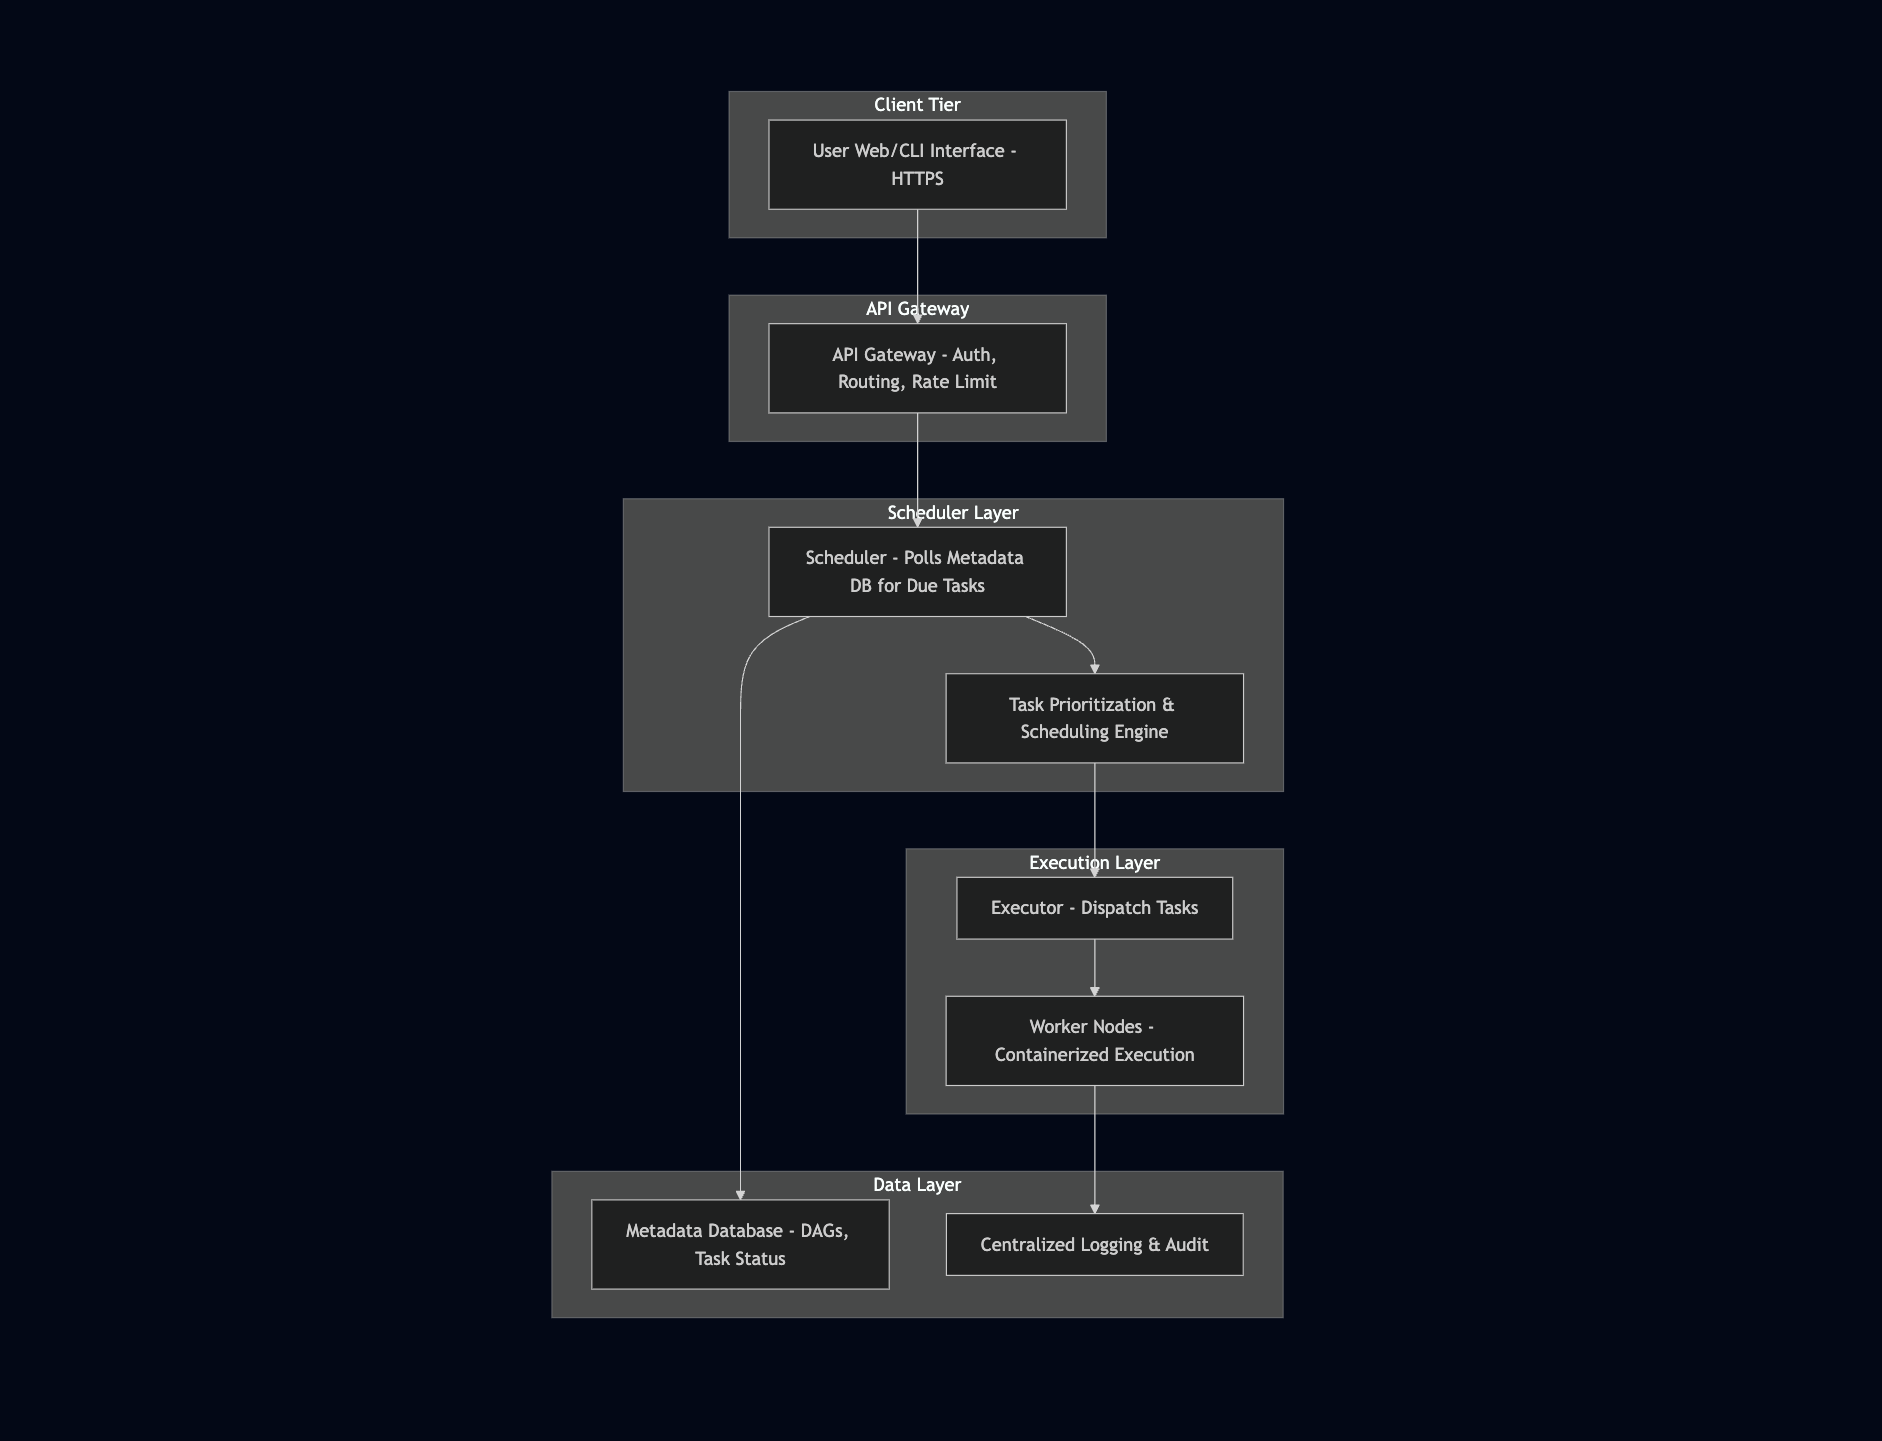 Client Tier
User Web/CLI Interface -
HTTPS
API Gateway
API Gateway - Auth,
Routing, Rate Limit
Scheduler Layer
Scheduler - Polls Metadata
DB for Due Tasks
Task Prioritization &
Scheduling Engine
Execution Layer
Executor - Dispatch Tasks
Worker Nodes -
Containerized Execution
Data Layer
Metadata Database - DAGs,
Task Status
Centralized Logging & Audit